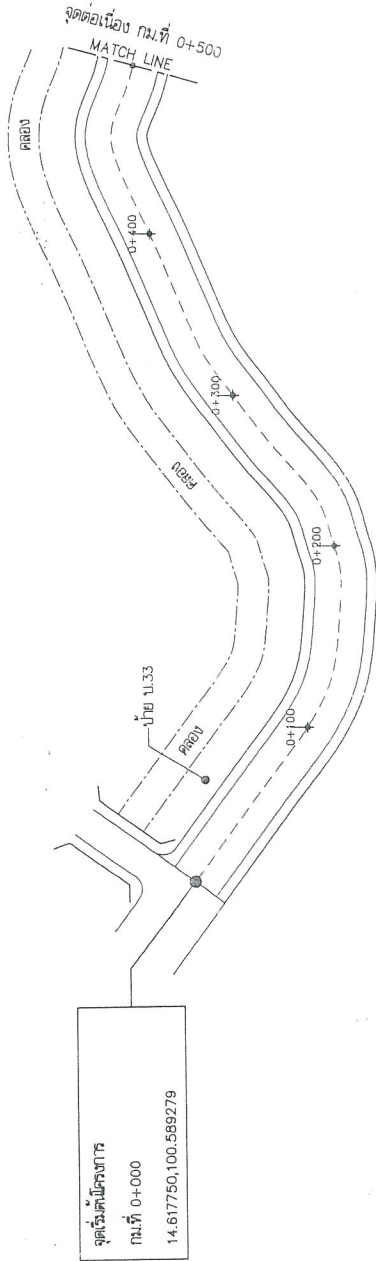 จุดต่อเนื่อง กม.ที่ 0+500
MATCH LINE
คลอง
0+400
0+300
คลอง
0+200
ป้าย บ.33
คลอง
0+100
จุดเริ่มต้นโครงการ
กม.ที่ 0+000
14.617750,100.589279